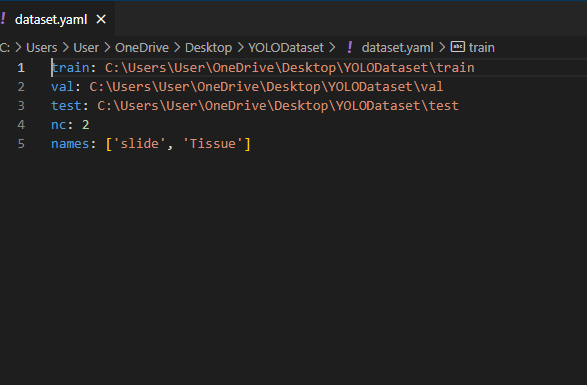 ! dataset.yaml ×
C: > Users > User > OneDrive > Desktop > YOLODataset > ! dataset.yaml > abc train
1 train: C:\Users\User\OneDrive\Desktop\YOLODataset\train
2 val: C:\Users\User\OneDrive\Desktop\YOLODataset\val
3 test: C:\Users\User\OneDrive\Desktop\YOLODataset\test
4 nc: 2
5 names: ['slide', 'Tissue']